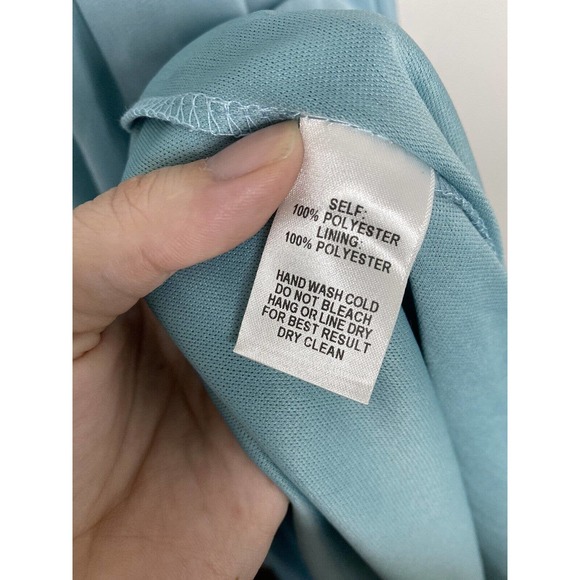 SELF:
100% POLYESTER
LINING:
100% POLYESTER
HAND WASH COLD
DO NOT BLEACH
HANG OR LINE DRY
FOR BEST RESULT
DRY CLEAN